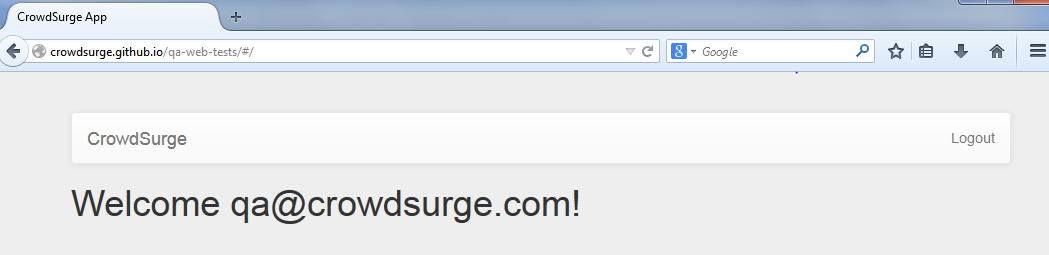 CrowdSurge App
crowdsurge.github.io/qa-web-tests/#/
Google
CrowdSurge
Logout
Welcome qa@crowdsurge.com!